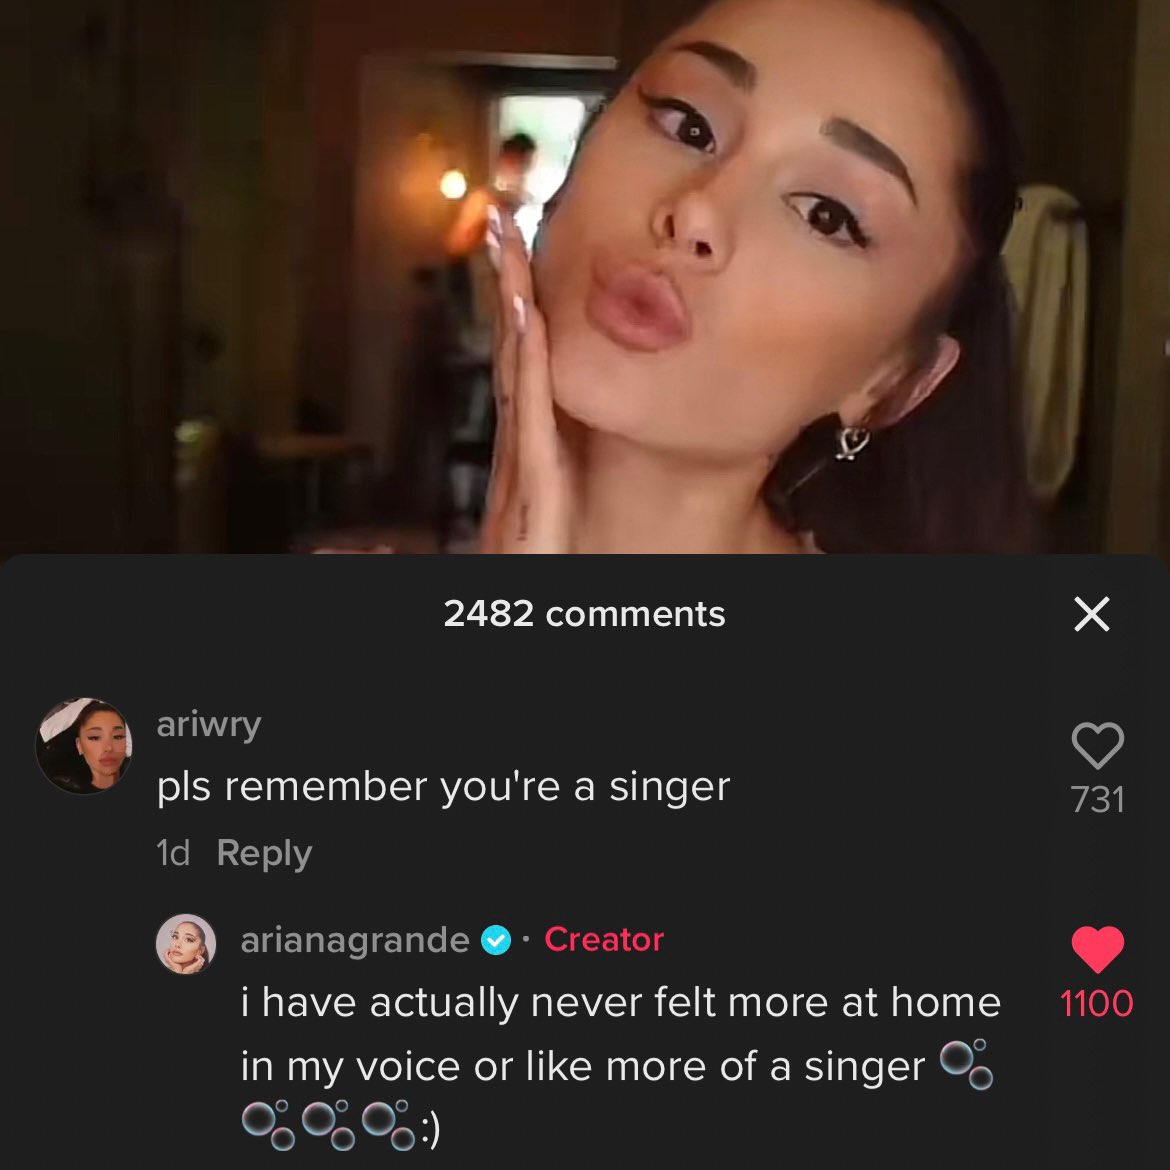 2482 comments
ariwry
pls remember you're a singer
731
1d Reply
arianagrande · Creator
i have actually never felt more at home
1100
in my voice or like more of a singer 🫧
🫧🫧🫧:)